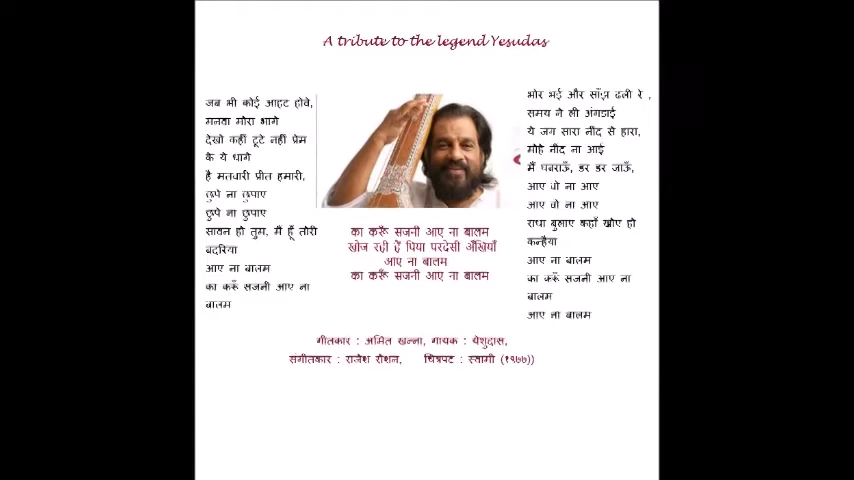 A tribute to the legend Yesudas
जब भी कोई आहट होवे,
मनवा मोरा भागे
देखो कहीं टूटे नहीं प्रेम
के ये धागे
है मतवारी प्रीत हमारी,
छुपे ना छुपाए
छुपे ना छुपाए
सावन हो तुम, मैं हूँ तोरी
बदरिया
आए ना बालम
का करूँ सजनी आए ना
बालम
का करूँ सजनी आए ना बालम
खोज रही हैं पिया परदेसी अँखियाँ
आए ना बालम
का करूँ सजनी आए ना बालम
भोर भई और साँझ ढली रे ,
समय ने ली अंगडाई
ये जग सारा नींद से हारा,
मोहे नींद ना आई
मैं घबराऊँ, डर डर जाऊँ,
आए वो ना आए
आए वो ना आए
राधा बुलाए कहाँ खोए हो
कन्हैया
आए ना बालम
का करूँ सजनी आए ना
बालम
आए ना बालम
गीतकार : अमित खन्ना, गायक : येशुदास,
संगीतकार : राजेश रोशन, चित्रपट : स्वामी (१९७७))